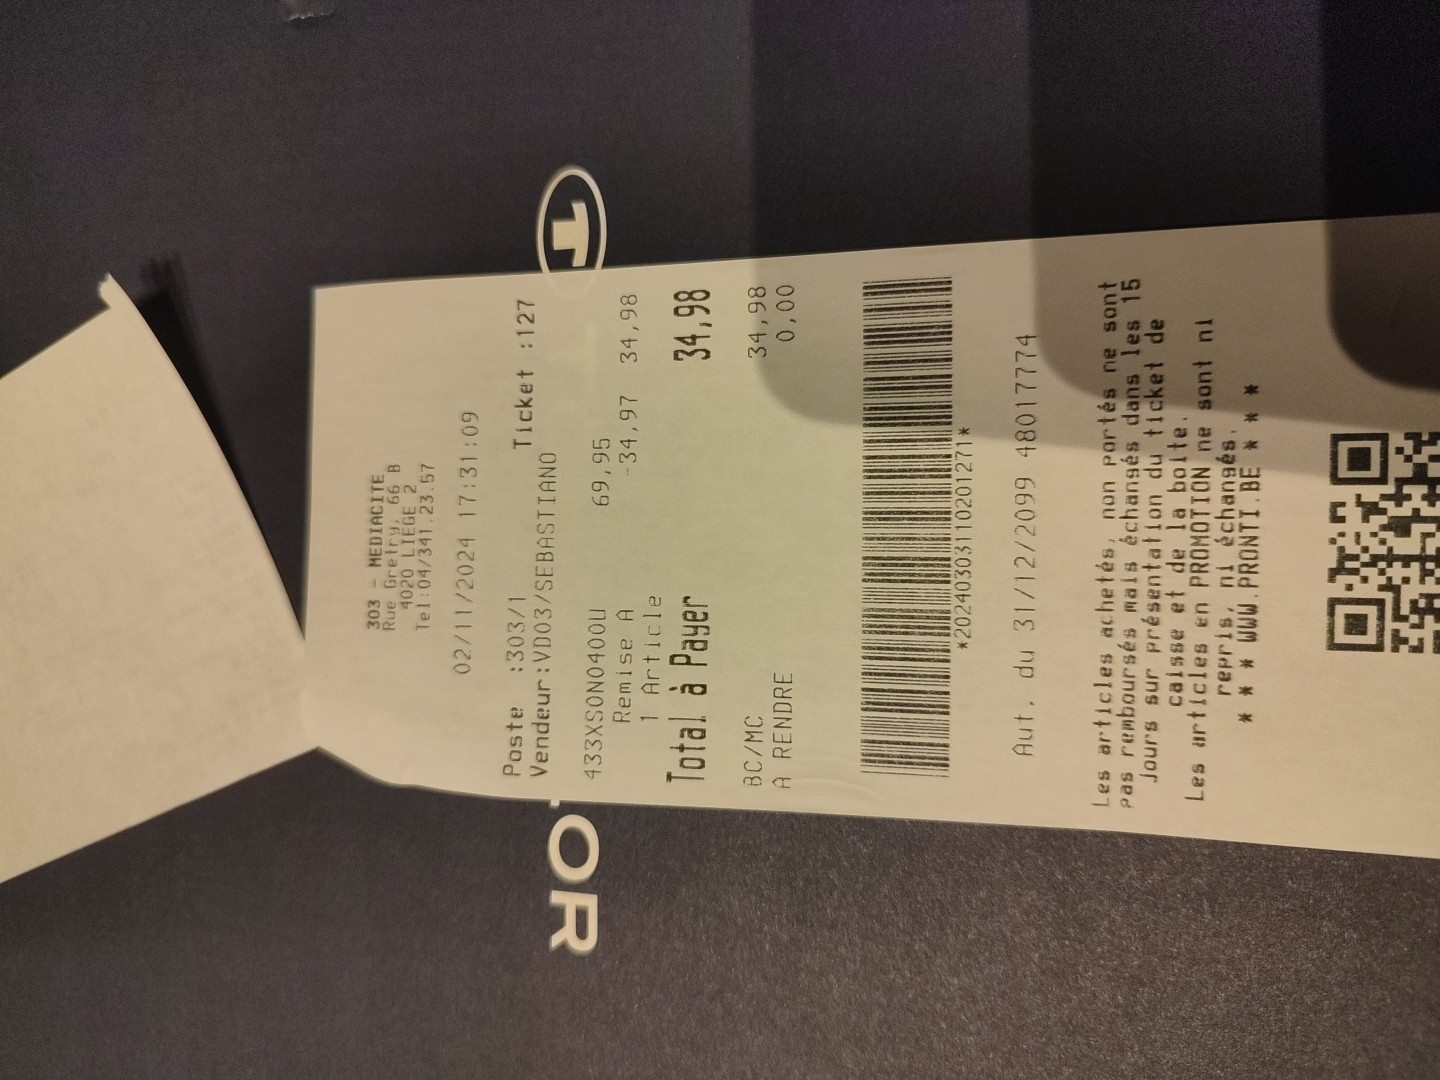 303 - MEDIACITE
Rue Gretry, 66 B
4020 LIEGE 2
Tel:04/341.23.57
02/11/2024 17:31:09
Poste :303/1 Ticket :127
Vendeur:VD03/SEBASTIANO
433XSON0400U 69,95
Remise A -34,97 34,98
1 Article
Total à Payer 34,98
BC/MC 34,98
A RENDRE 0,00
*20240303110201271*
Aut. du 31/12/2099 48017774
Les articles achetés, non portés ne sont
pas remboursés mais échangés dans les 15
jours sur présentation du ticket de
caisse et de la boite.
Les articles en PROMOTION ne sont ni
repris, ni échangés.
* * * WWW.PRONTI.BE * * *
T
OR